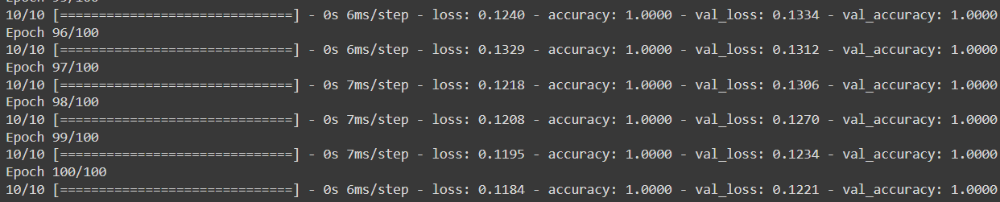 Epoch 95/100
10/10 [==============================] - 0s 6ms/step - loss: 0.1240 - accuracy: 1.0000 - val_loss: 0.1334 - val_accuracy: 1.0000
Epoch 96/100
10/10 [==============================] - 0s 6ms/step - loss: 0.1329 - accuracy: 1.0000 - val_loss: 0.1312 - val_accuracy: 1.0000
Epoch 97/100
10/10 [==============================] - 0s 7ms/step - loss: 0.1218 - accuracy: 1.0000 - val_loss: 0.1306 - val_accuracy: 1.0000
Epoch 98/100
10/10 [==============================] - 0s 7ms/step - loss: 0.1208 - accuracy: 1.0000 - val_loss: 0.1270 - val_accuracy: 1.0000
Epoch 99/100
10/10 [==============================] - 0s 7ms/step - loss: 0.1195 - accuracy: 1.0000 - val_loss: 0.1234 - val_accuracy: 1.0000
Epoch 100/100
10/10 [==============================] - 0s 6ms/step - loss: 0.1184 - accuracy: 1.0000 - val_loss: 0.1221 - val_accuracy: 1.0000